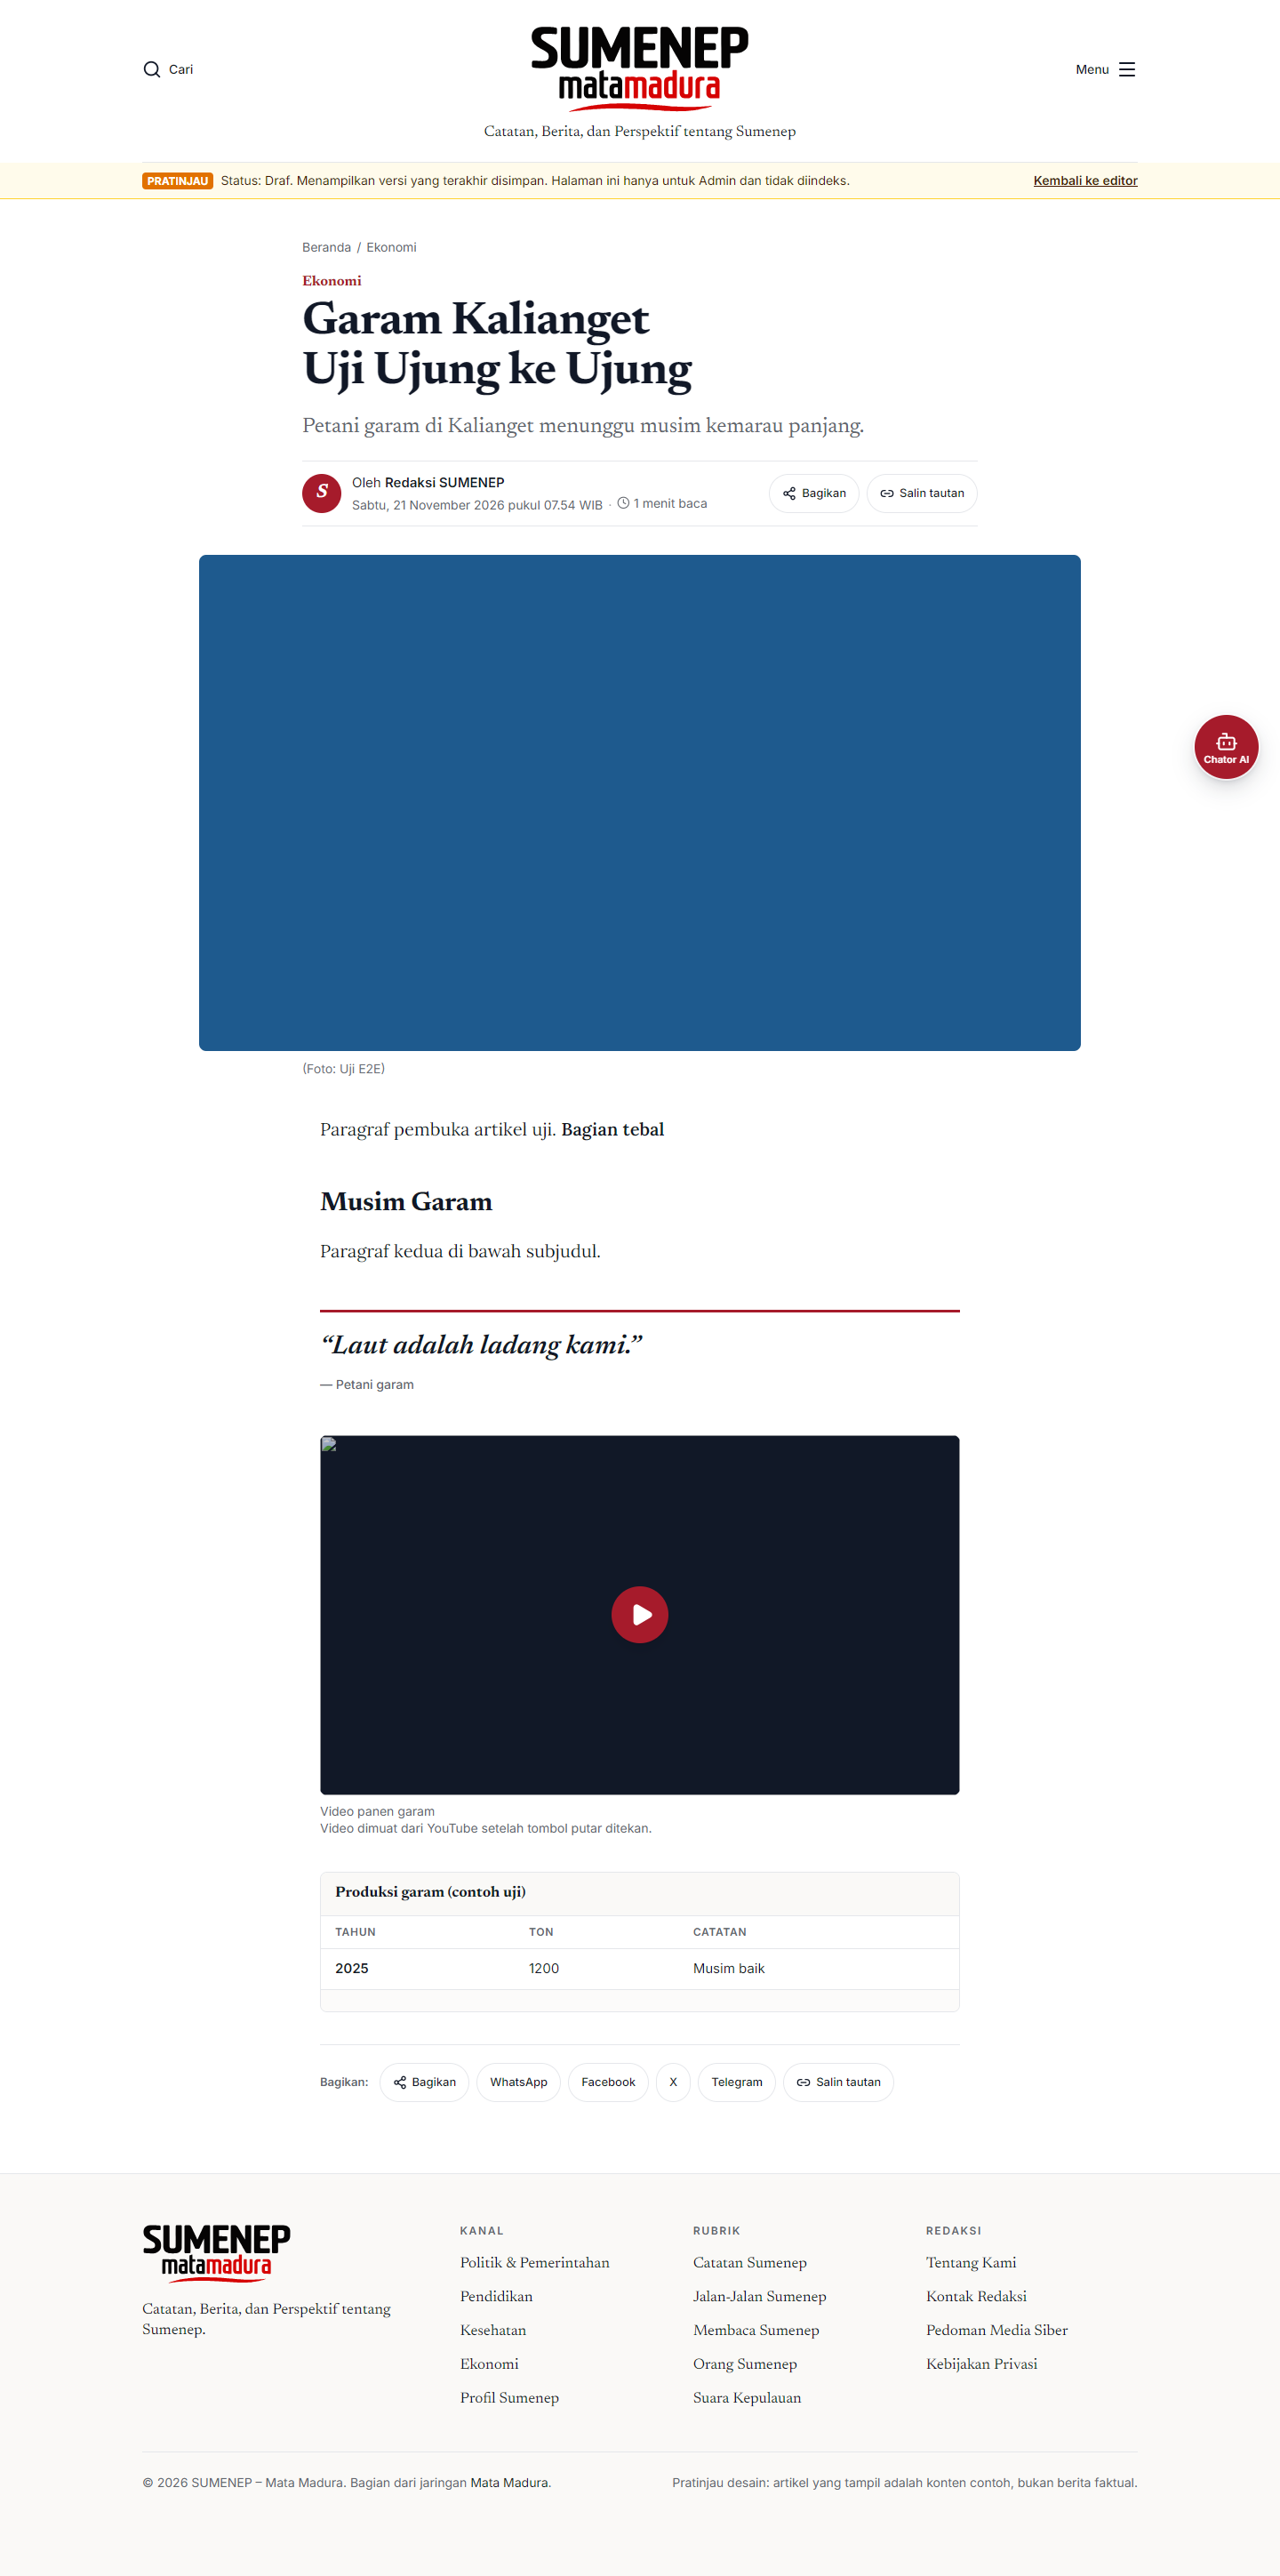 Cari
SUMENEP
matamadura
Catatan, Berita, dan Perspektif tentang Sumenep
Menu
PRATINJAU Status: Draf. Menampilkan versi yang terakhir disimpan. Halaman ini hanya untuk Admin dan tidak diindeks. Kembali ke editor
Beranda / Ekonomi
Ekonomi
Garam Kalianget
Uji Ujung ke Ujung
Petani garam di Kalianget menunggu musim kemarau panjang.
S
Oleh Redaksi SUMENEP
Sabtu, 21 November 2026 pukul 07.54 WIB · 1 menit baca
Bagikan
Salin tautan
Chator AI
(Foto: Uji E2E)
Paragraf pembuka artikel uji. Bagian tebal
Musim Garam
Paragraf kedua di bawah subjudul.
“Laut adalah ladang kami.”
— Petani garam
Video panen garam
Video dimuat dari YouTube setelah tombol putar ditekan.
Produksi garam (contoh uji)
TAHUN TON CATATAN
2025 1200 Musim baik
Bagikan: Bagikan WhatsApp Facebook X Telegram Salin tautan
SUMENEP
matamadura
Catatan, Berita, dan Perspektif tentang
Sumenep.
KANAL
Politik & Pemerintahan
Pendidikan
Kesehatan
Ekonomi
Profil Sumenep
RUBRIK
Catatan Sumenep
Jalan-Jalan Sumenep
Membaca Sumenep
Orang Sumenep
Suara Kepulauan
REDAKSI
Tentang Kami
Kontak Redaksi
Pedoman Media Siber
Kebijakan Privasi
© 2026 SUMENEP – Mata Madura. Bagian dari jaringan Mata Madura.
Pratinjau desain: artikel yang tampil adalah konten contoh, bukan berita faktual.